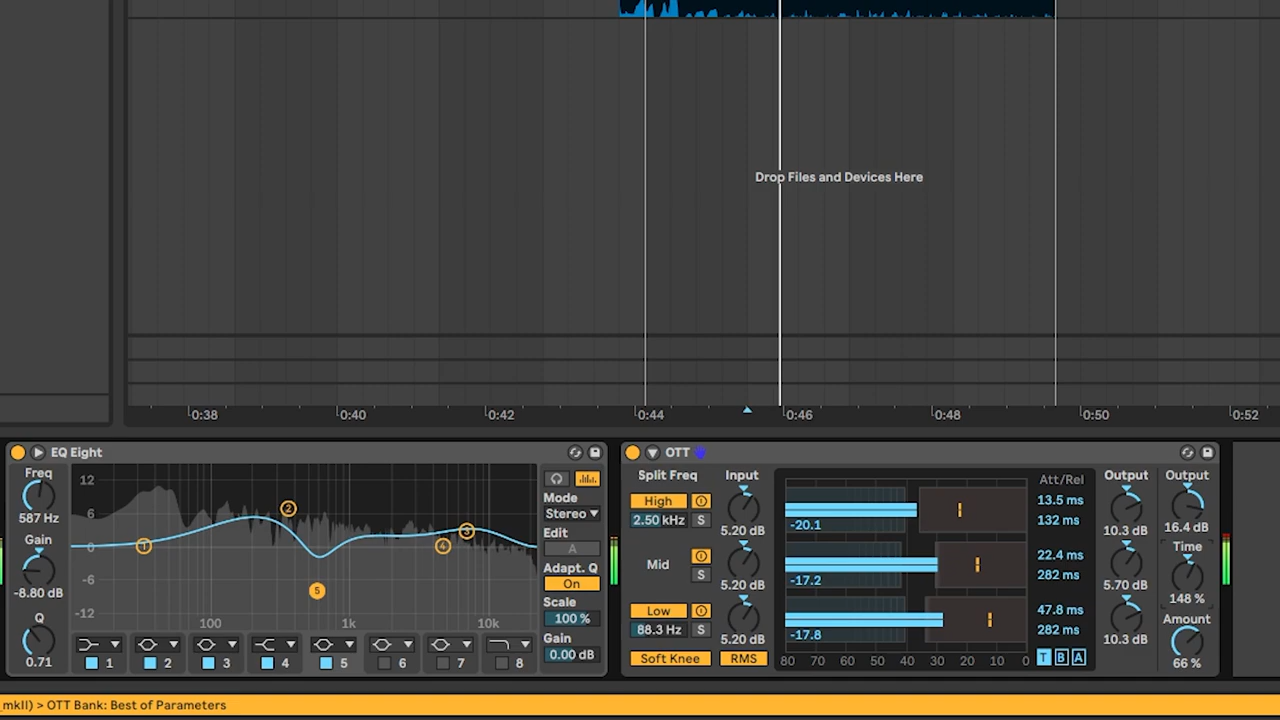 Drop Files and Devices Here
0:38
0:40
0:42
0:44
0:46
0:48
0:50
0:52
EQ Eight
Freq
587 Hz
Gain
-8.80 dB
Q
0.71
12
6
0
-6
-12
100
1k
10k
1
2
3
4
5
1
2
3
4
5
6
7
8
Mode
Stereo
Edit
A
Adapt. Q
On
Scale
100 %
Gain
0.00 dB
OTT
Split Freq
High
2.50 kHz
S
Mid
S
Low
88.3 Hz
S
Soft Knee
RMS
Input
5.20 dB
5.20 dB
5.20 dB
-20.1
-17.2
-17.8
80 70 60 50 40 30 20 10 0
Att/Rel
13.5 ms
132 ms
22.4 ms
282 ms
47.8 ms
282 ms
T B A
Output
10.3 dB
5.70 dB
10.3 dB
Output
16.4 dB
Time
148 %
Amount
66 %
_mkII) > OTT Bank: Best of Parameters